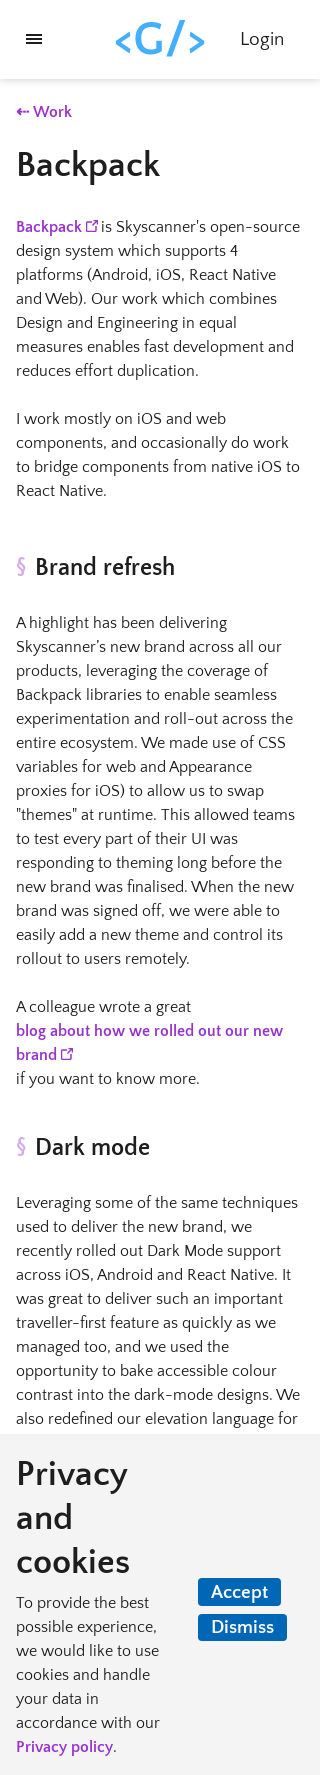 <G/>
Login
⇠ Work
Backpack
Backpack is Skyscanner's open-source
design system which supports 4
platforms (Android, iOS, React Native
and Web). Our work which combines
Design and Engineering in equal
measures enables fast development and
reduces effort duplication.
I work mostly on iOS and web
components, and occasionally do work
to bridge components from native iOS to
React Native.
§ Brand refresh
A highlight has been delivering
Skyscanner’s new brand across all our
products, leveraging the coverage of
Backpack libraries to enable seamless
experimentation and roll-out across the
entire ecosystem. We made use of CSS
variables for web and Appearance
proxies for iOS) to allow us to swap
"themes" at runtime. This allowed teams
to test every part of their UI was
responding to theming long before the
new brand was finalised. When the new
brand was signed off, we were able to
easily add a new theme and control its
rollout to users remotely.
A colleague wrote a great
blog about how we rolled out our new
brand
if you want to know more.
§ Dark mode
Leveraging some of the same techniques
used to deliver the new brand, we
recently rolled out Dark Mode support
across iOS, Android and React Native. It
was great to deliver such an important
traveller-first feature as quickly as we
managed too, and we used the
opportunity to bake accessible colour
contrast into the dark-mode designs. We
also redefined our elevation language for
Privacy
and
cookies
To provide the best
possible experience,
we would like to use
cookies and handle
your data in
accordance with our
Privacy policy.
Accept
Dismiss